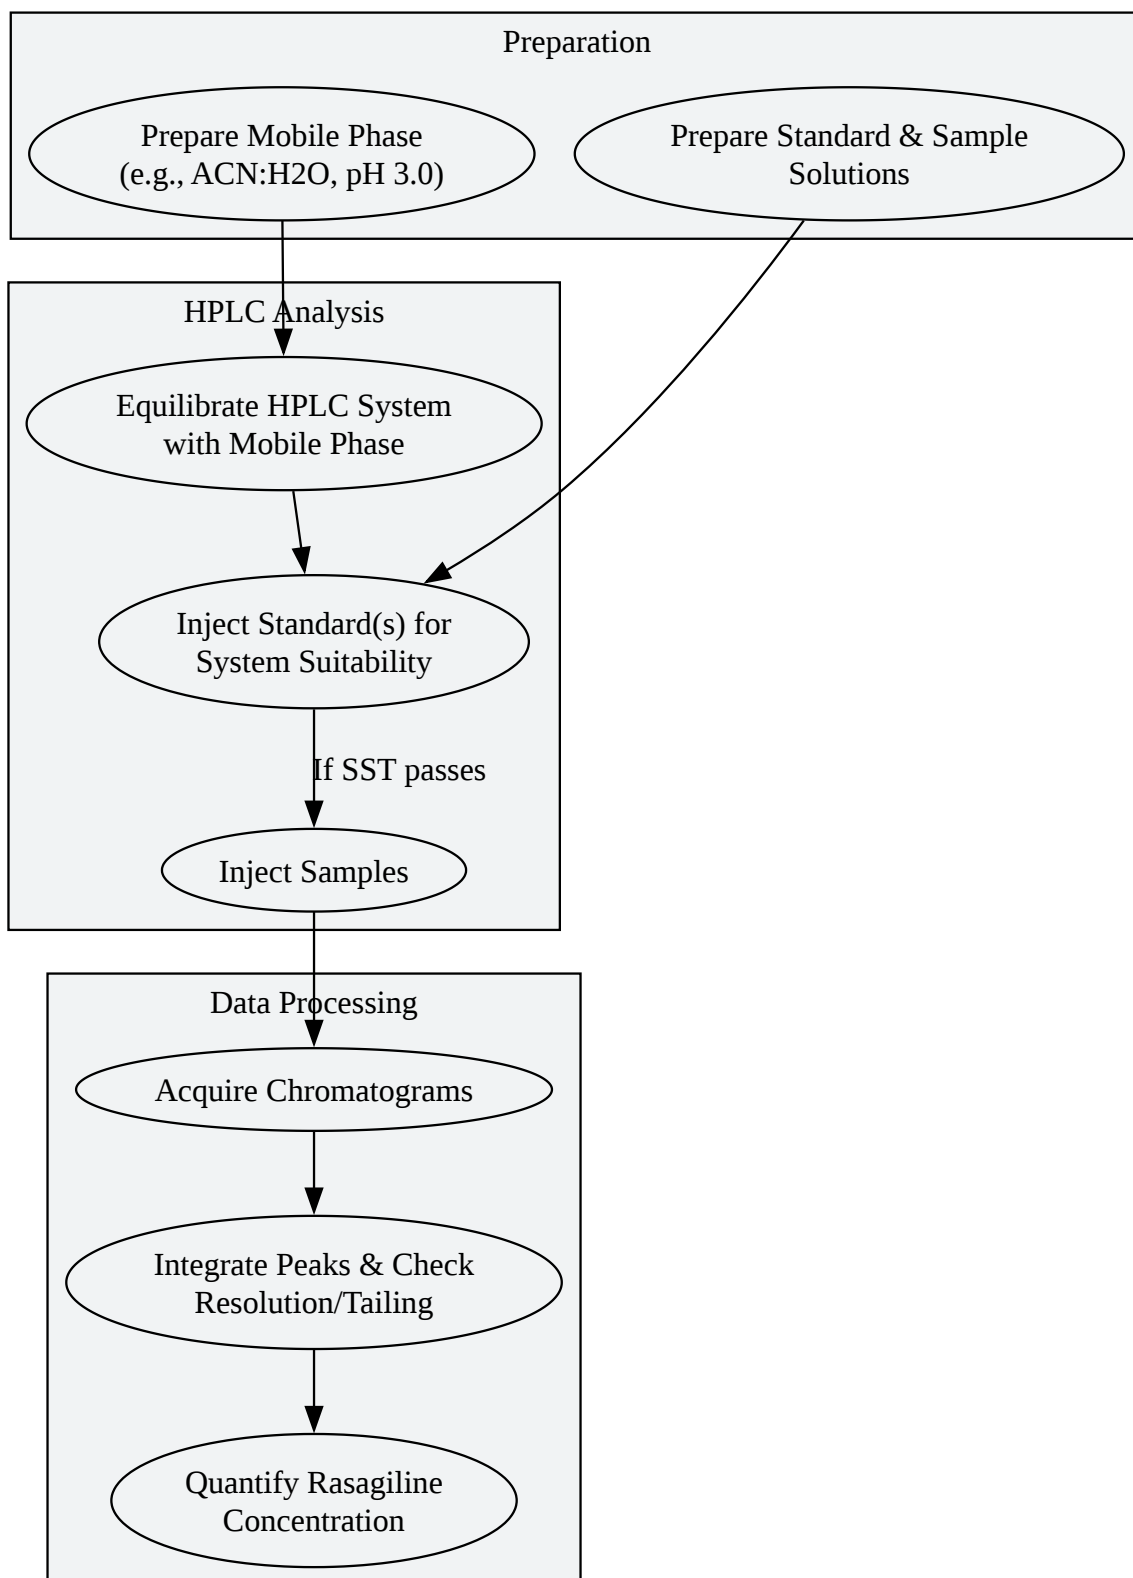 Preparation
Prepare Mobile Phase
(e.g., ACN:H2O, pH 3.0)
Prepare Standard & Sample
Solutions
HPLC Analysis
Equilibrate HPLC System
with Mobile Phase
Inject Standard(s) for
System Suitability
If SST passes
Inject Samples
Data Processing
Acquire Chromatograms
Integrate Peaks & Check
Resolution/Tailing
Quantify Rasagiline
Concentration